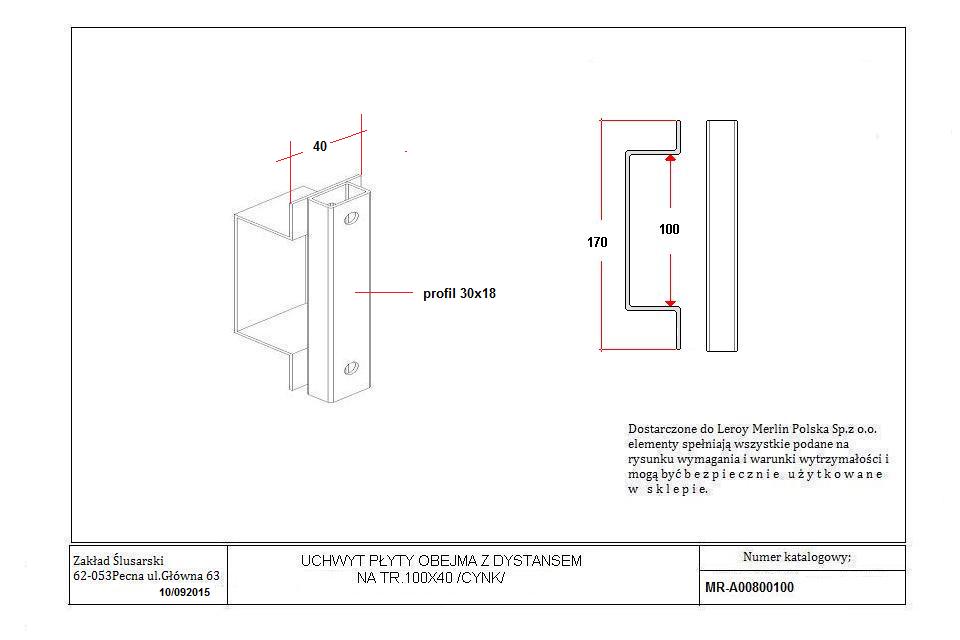 40
profil 30x18
170
100
Dostarczone do Leroy Merlin Polska Sp.z o.o.
elementy spełniają wszystkie podane na
rysunku wymagania i warunki wytrzymałości i
mogą być b e z p i e c z n i e u ż y t k o w a n e
w s k l e p i e.
Zakład Ślusarski
62-053Pecna ul.Główna 63
10/092015
UCHWYT PŁYTY OBEJMA Z DYSTANSEM
NA TR.100X40 /CYNK/
Numer katalogowy;
MR-A00800100